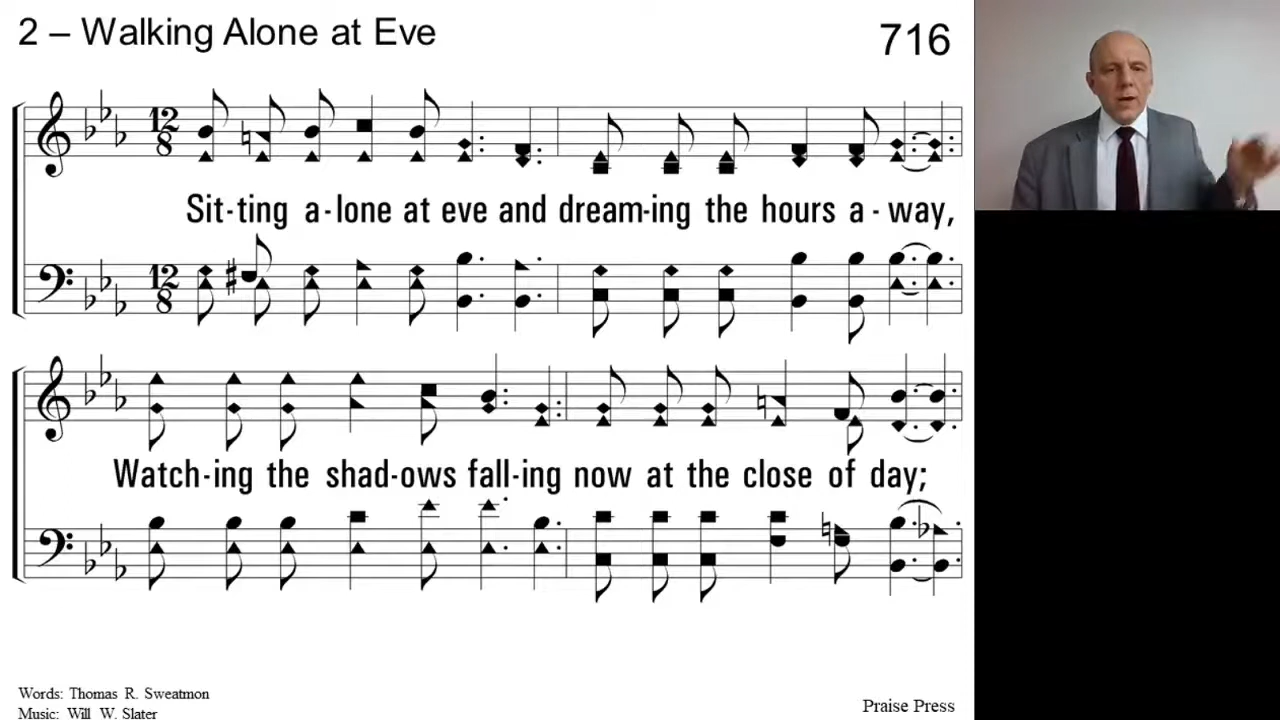 2 – Walking Alone at Eve
716
12
8
Sit-ting a-lone at eve and dream-ing the hours a - way,
12
8
Watch-ing the shad-ows fall-ing now at the close of day;
Words: Thomas R. Sweatmon
Music: Will W. Slater
Praise Press